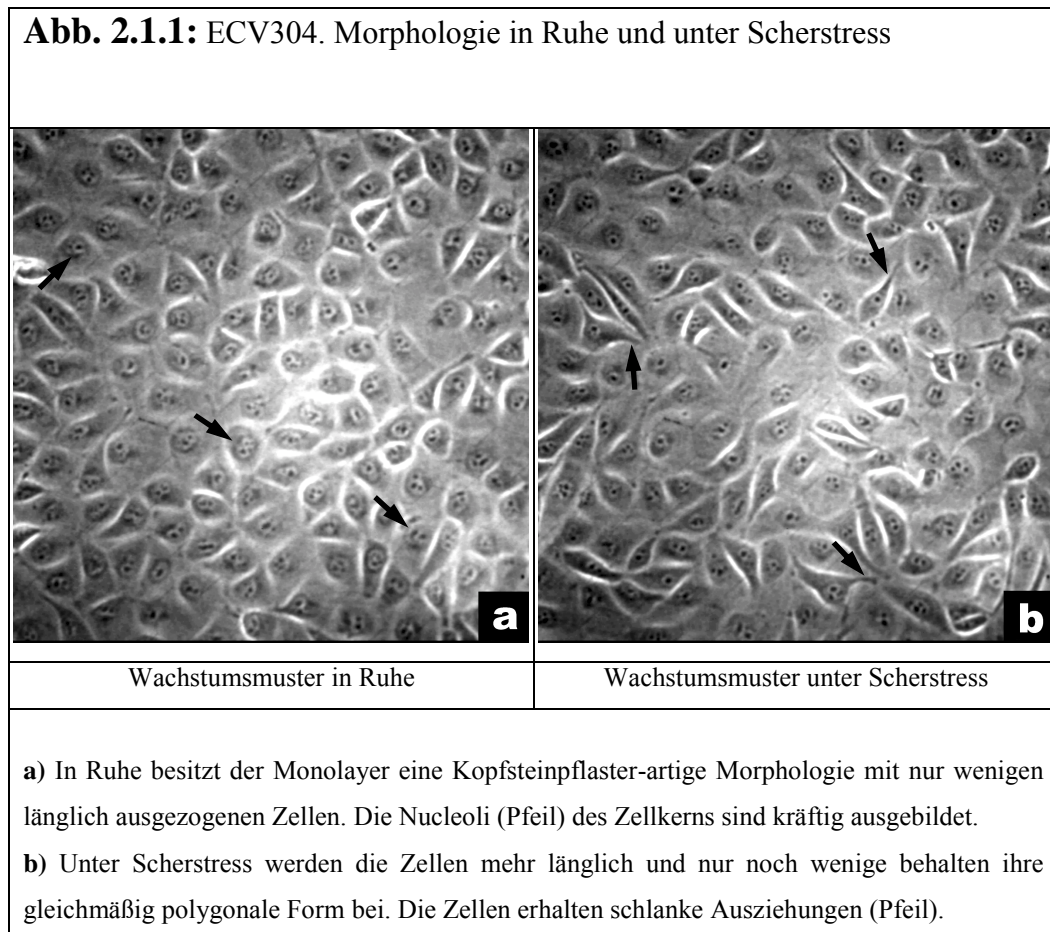 Abb. 2.1.1: ECV304. Morphologie in Ruhe und unter Scherstress
a
b
Wachstumsmuster in Ruhe
Wachstumsmuster unter Scherstress
a) In Ruhe besitzt der Monolayer eine Kopfsteinpflaster-artige Morphologie mit nur wenigen
länglich ausgezogenen Zellen. Die Nucleoli (Pfeil) des Zellkerns sind kräftig ausgebildet.
b) Unter Scherstress werden die Zellen mehr länglich und nur noch wenige behalten ihre
gleichmäßig polygonale Form bei. Die Zellen erhalten schlanke Ausziehungen (Pfeil).